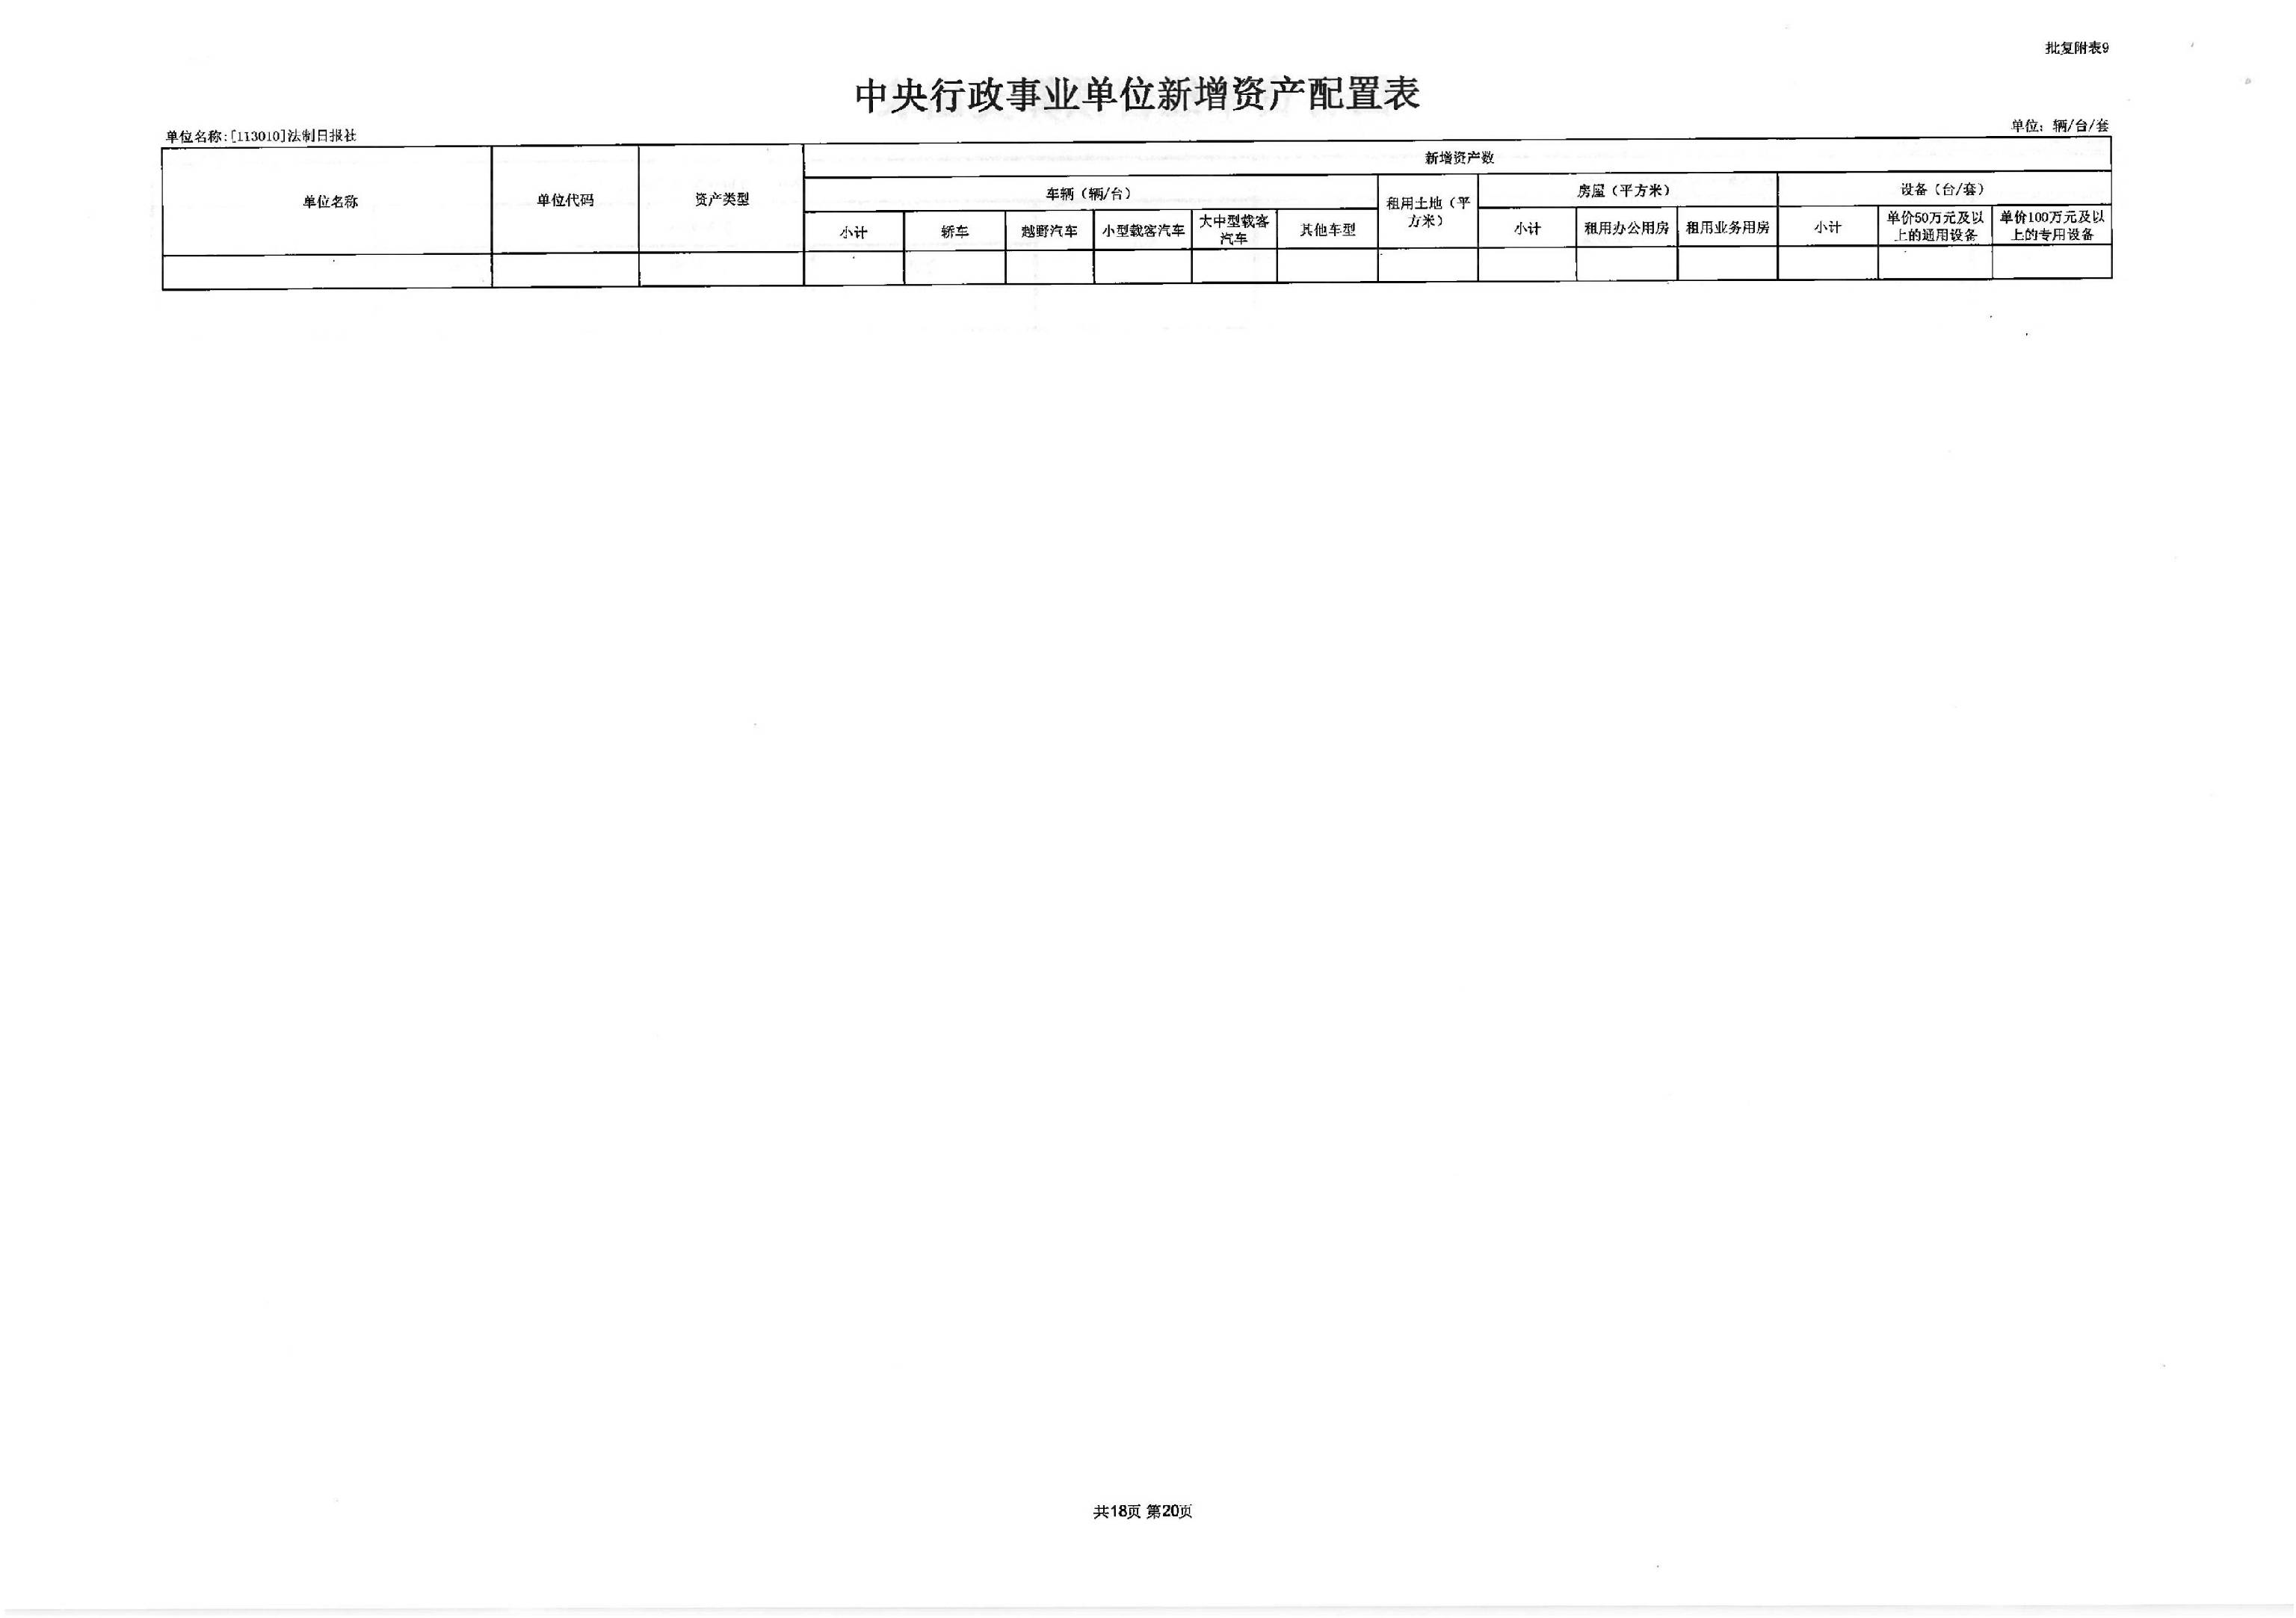 批复附表9
中央行政事业单位新增资产配置表
单位名称:[113010]法制日报社
单位：辆/台/套
单位名称
单位代码
资产类型
新增资产数
车辆（辆/台）
租用土地（平
方米）
房屋（平方米）
设备（台/套）
小计
轿车
越野汽车
小型载客汽车
大中型载客
汽车
其他车型
小计
租用办公用房
租用业务用房
小计
单价50万元及以
上的通用设备
单价100万元及以
上的专用设备
共18页 第20页